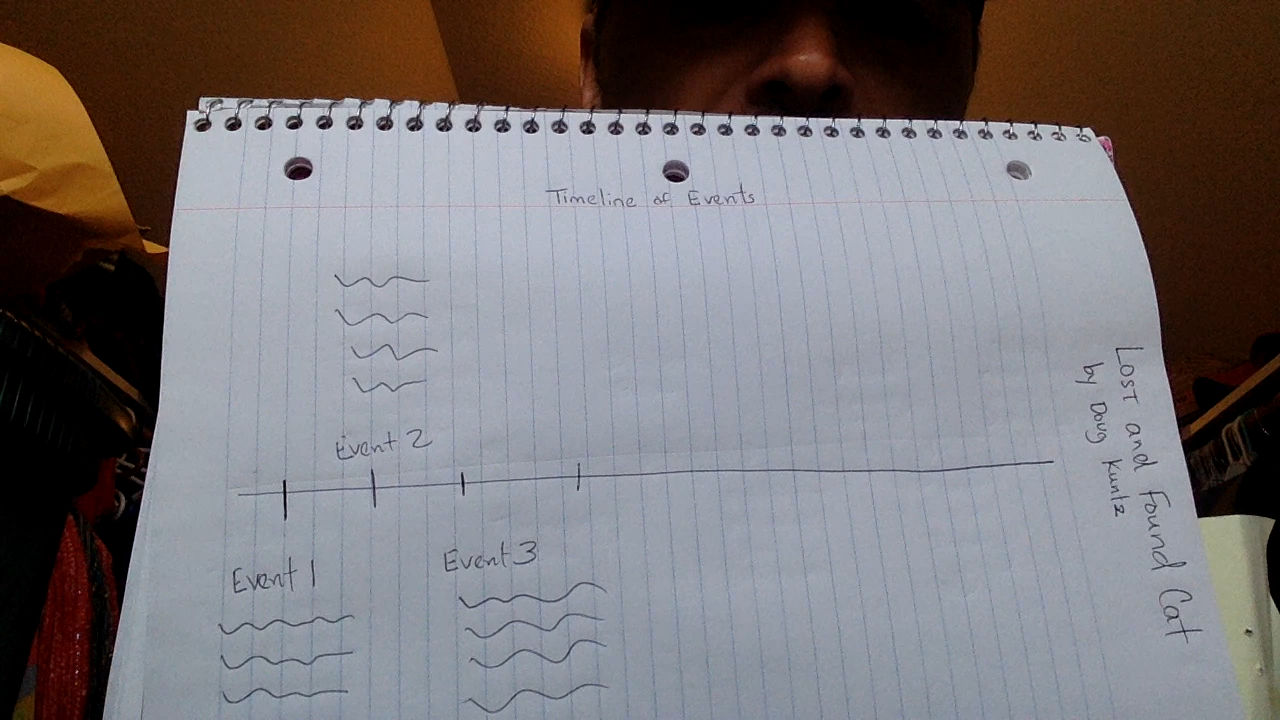 Timeline of Events
Event 2
Event 1
Event 3
Lost and Found Cat
by Doug Kuntz